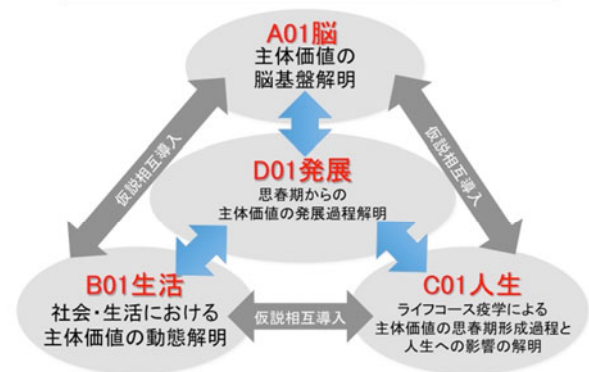 A01脳
主体価値の
脳基盤解明
仮説相互導入
仮説相互導入
D01発展
思春期からの
主体価値の発展過程解明
B01生活
社会・生活における
主体価値の動態解明
仮説相互導入
C01人生
ライフコース疫学による
主体価値の思春期形成過程と
人生への影響の解明